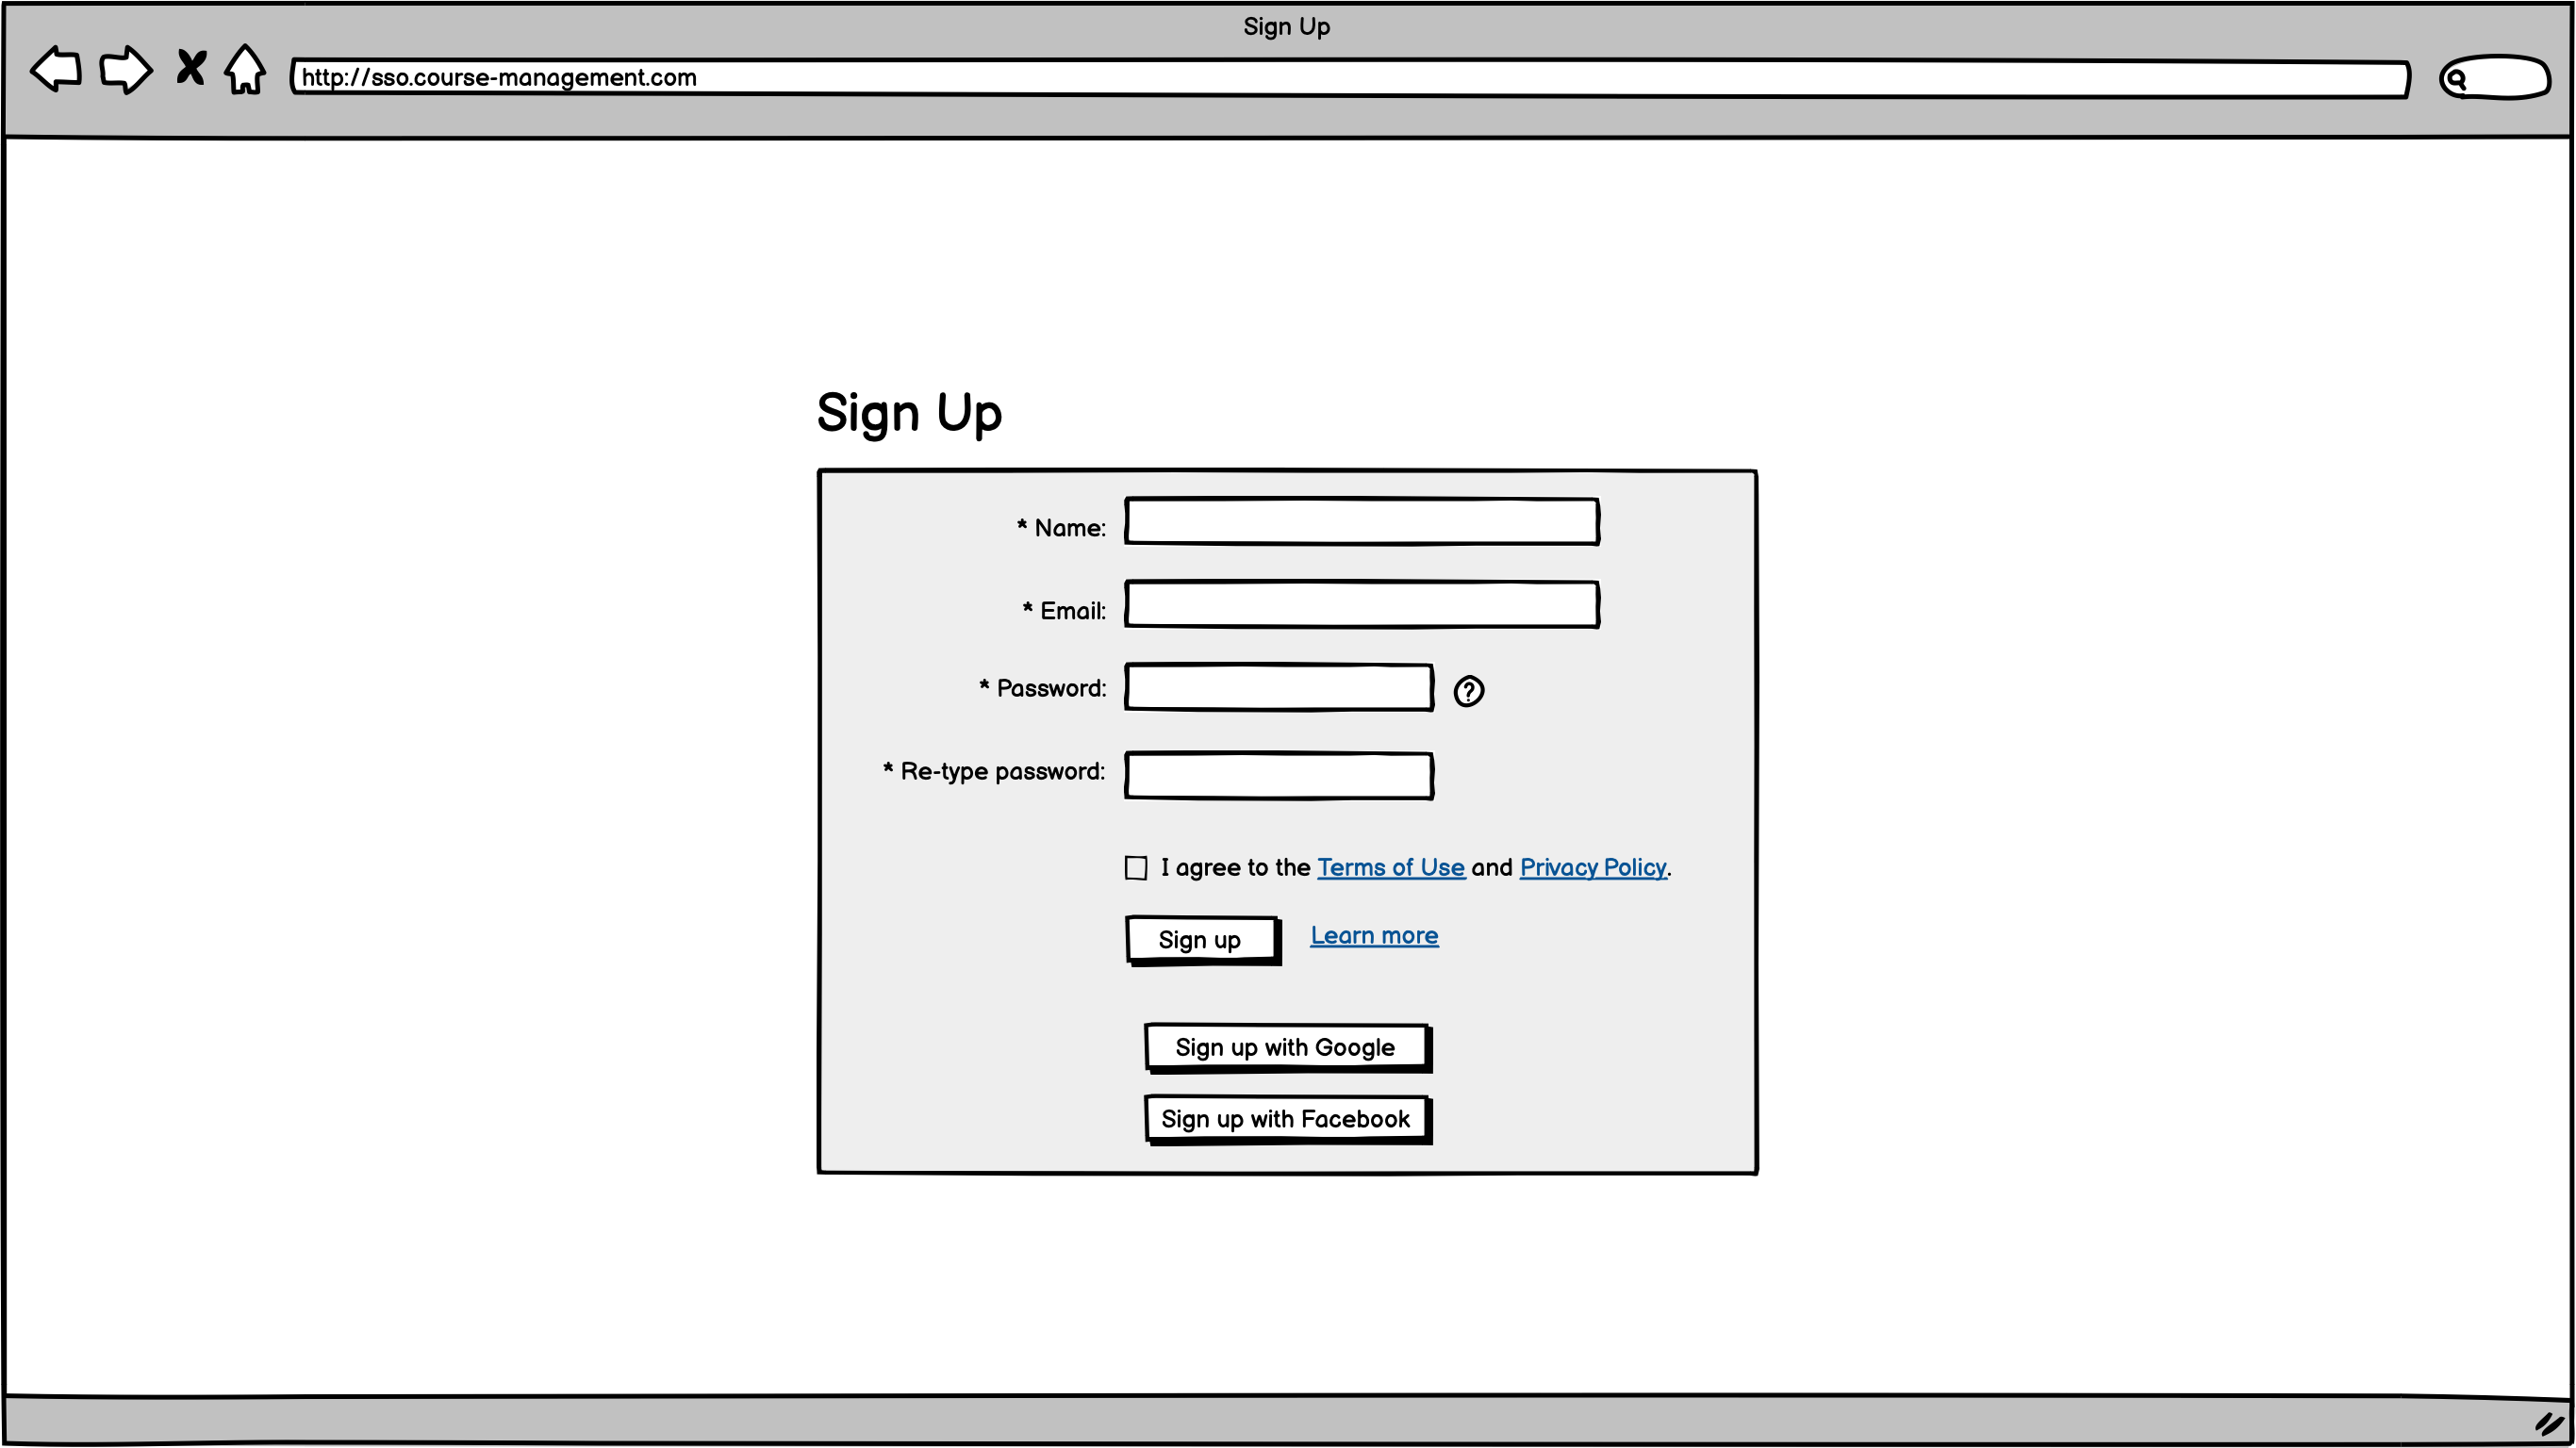 Sign Up
http://sso.course-management.com
Sign Up
* Name:
* Email:
* Password:
?
* Re-type password:
I agree to the Terms of Use and Privacy Policy.
Sign up
Learn more
Sign up with Google
Sign up with Facebook